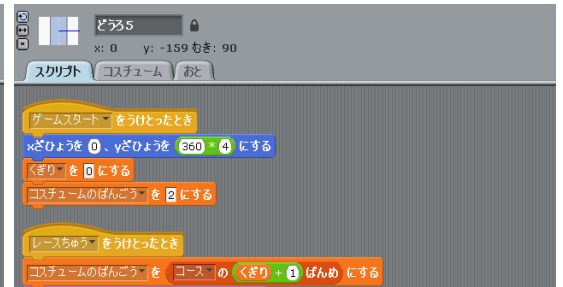 どうろ5
x: 0 y: -159 むき: 90
スクリプト コスチューム おと
ゲームスタート をうけとったとき
xざひょうを 0 、yざひょうを 360 * 4 にする
くぎり を 0 にする
コスチュームのばんごう を 2 にする
レースちゅう をうけとったとき
コスチュームのばんごう を コース の くぎり + 1 ばんめ にする